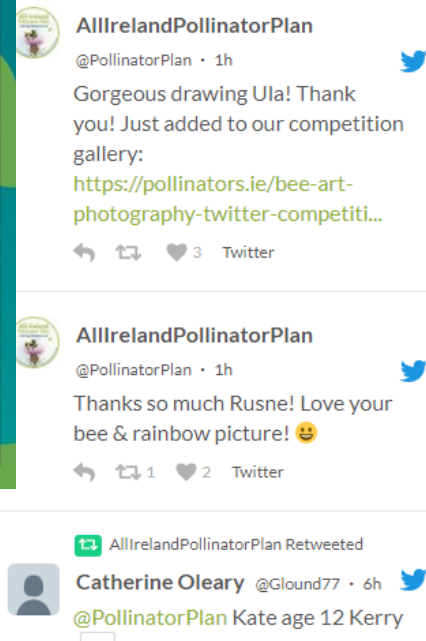 AllIrelandPollinatorPlan
@PollinatorPlan · 1h
Gorgeous drawing Ula! Thank
you! Just added to our competition
gallery:
https://pollinators.ie/bee-art-
photography-twitter-competiti...
3 Twitter
AllIrelandPollinatorPlan
@PollinatorPlan · 1h
Thanks so much Rusne! Love your
bee & rainbow picture! 😀
1 2 Twitter
AllIrelandPollinatorPlan Retweeted
Catherine Oleary @Glound77 · 6h
@PollinatorPlan Kate age 12 Kerry